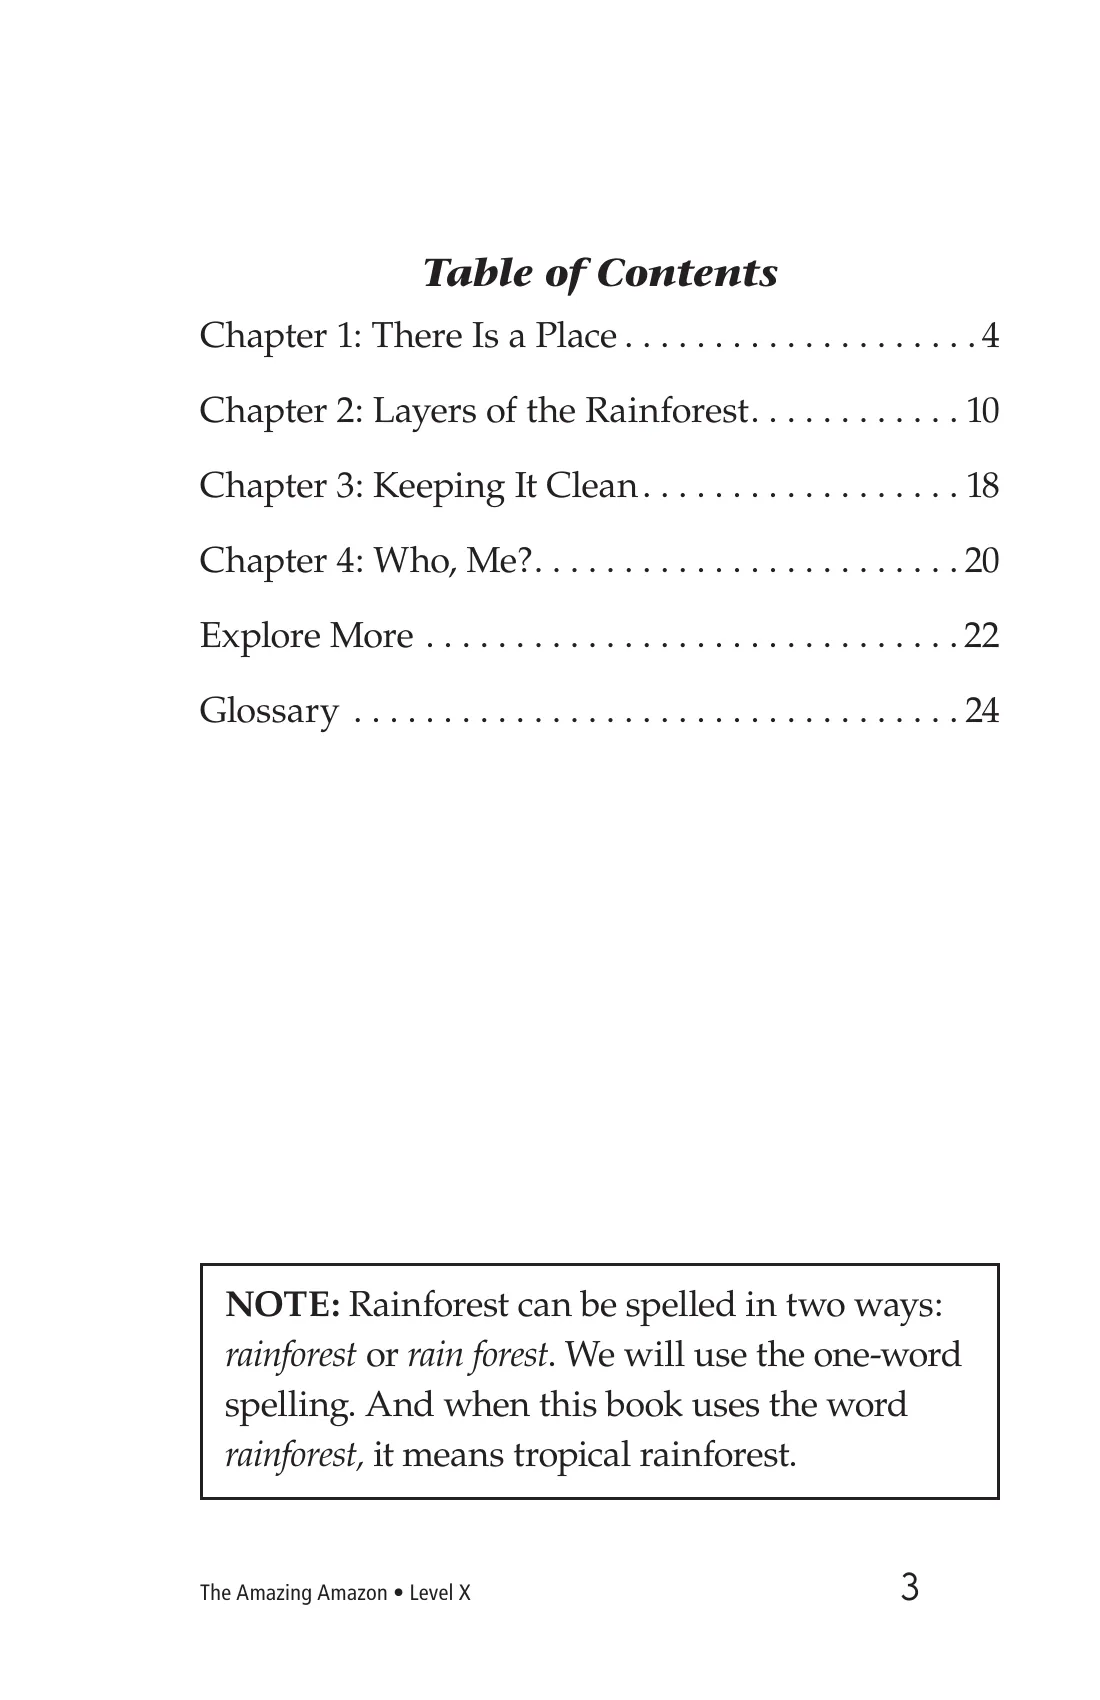 Table of Contents
Chapter 1: There Is a Place . . . . . . . . . . . . . . . . . . . . 4
Chapter 2: Layers of the Rainforest. . . . . . . . . . . . 10
Chapter 3: Keeping It Clean. . . . . . . . . . . . . . . . . . 18
Chapter 4: Who, Me?. . . . . . . . . . . . . . . . . . . . . . . . 20
Explore More . . . . . . . . . . . . . . . . . . . . . . . . . . . . . . 22
Glossary . . . . . . . . . . . . . . . . . . . . . . . . . . . . . . . . . . 24
NOTE: Rainforest can be spelled in two ways:
rainforest or rain forest. We will use the one-word
spelling. And when this book uses the word
rainforest, it means tropical rainforest.
The Amazing Amazon • Level X 3